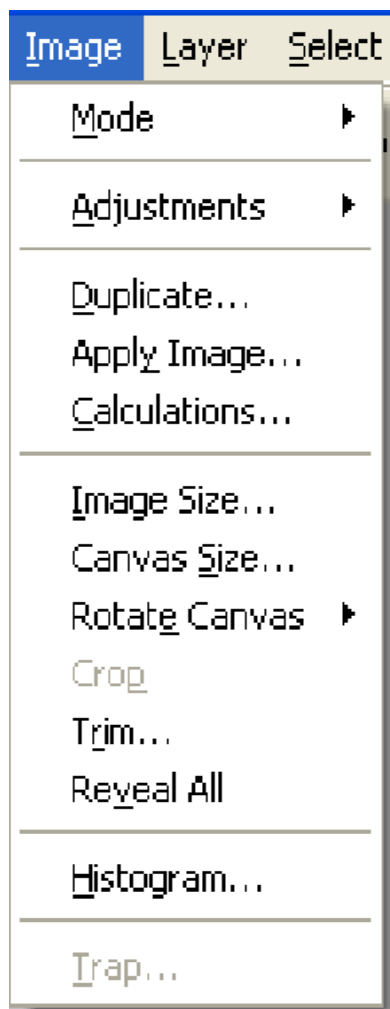 Image Layer Select
Mode
Adjustments
Duplicate...
Apply Image...
Calculations...
Image Size...
Canvas Size...
Rotate Canvas
Crop
Trim...
Reveal All
Histogram...
Trap...